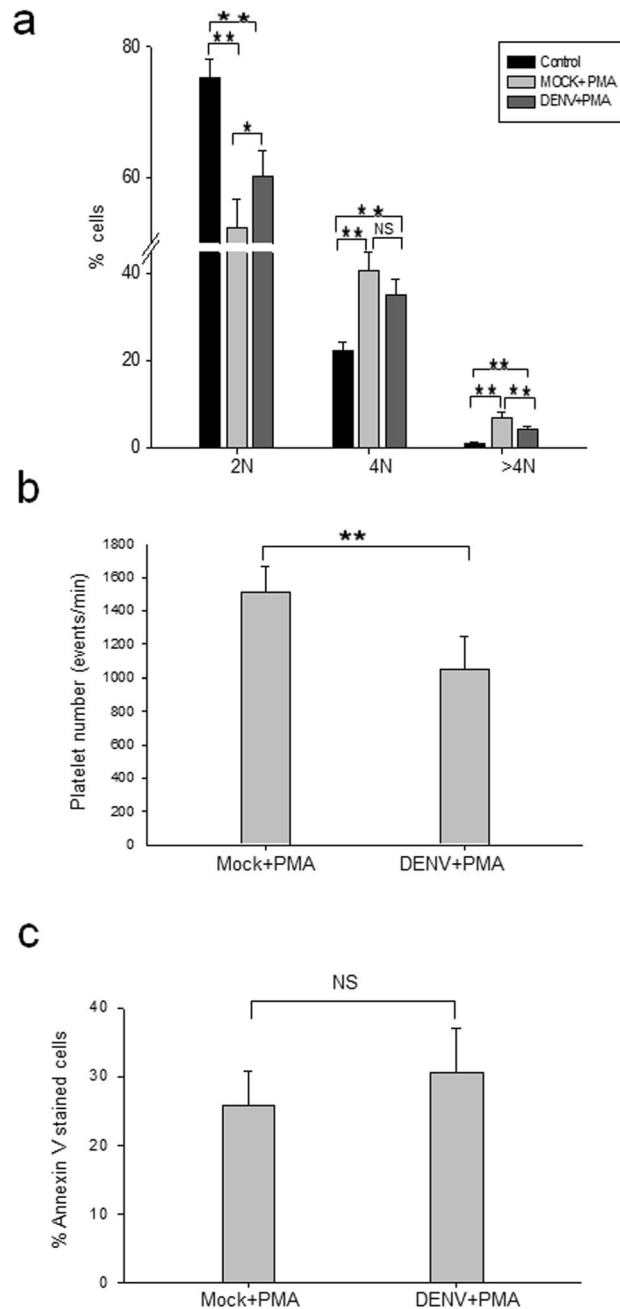 a
80
60
40
20
0
% cells
* *
**
*
* *
**
NS
**
**
**
Control
MOCK+PMA
DENV+PMA
2N
4N
>4N
b
1800
1600
1400
1200
1000
800
600
400
200
0
Platelet number (events/min)
**
Mock+PMA
DENV+PMA
c
40
30
20
10
0
% Annexin V stained cells
NS
Mock+PMA
DENV+PMA